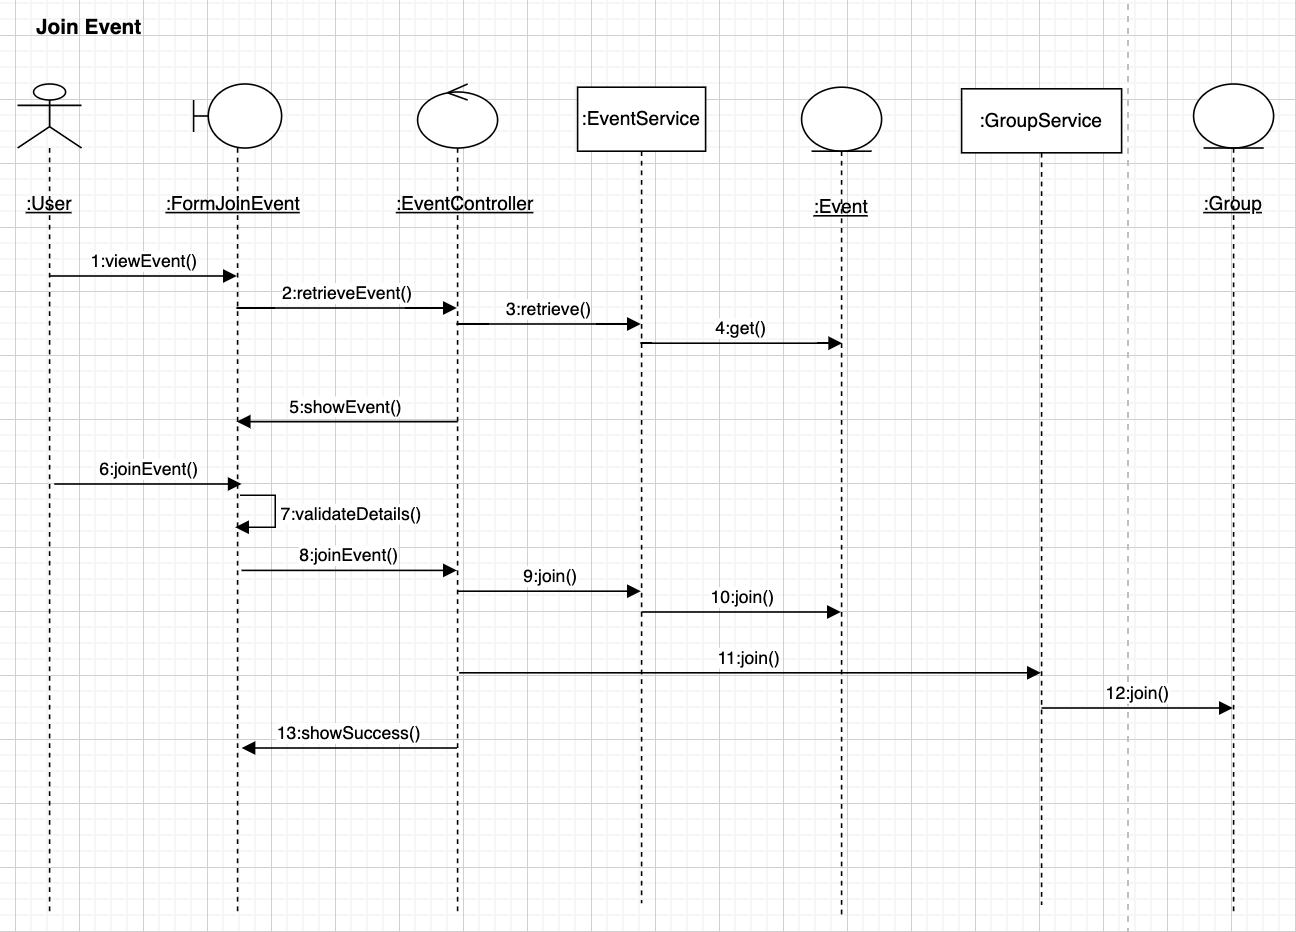 Join Event
:EventService
:GroupService
:User
:FormJoinEvent
:EventController
:Event
:Group
1:viewEvent()
2:retrieveEvent()
3:retrieve()
4:get()
5:showEvent()
6:joinEvent()
7:validateDetails()
8:joinEvent()
9:join()
10:join()
11:join()
12:join()
13:showSuccess()